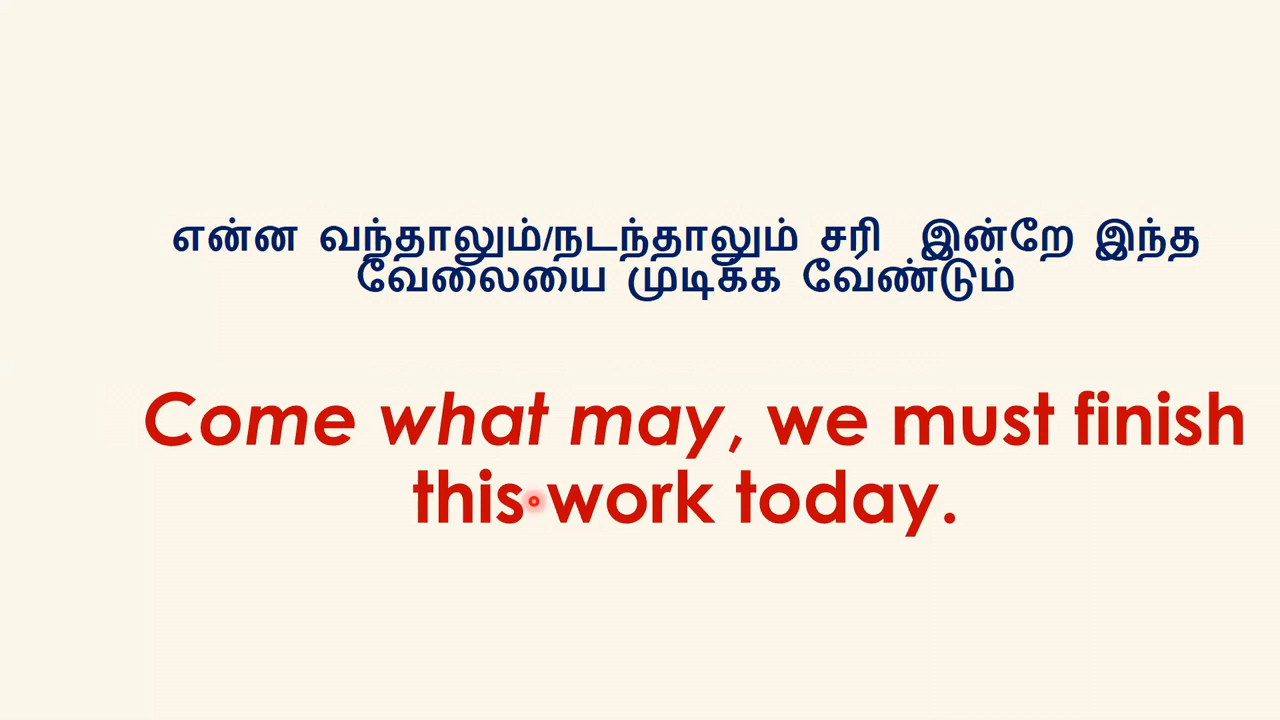 என்ன வந்தாலும்/நடந்தாலும் சரி இன்றே இந்த
வேலையை முடிக்க வேண்டும்
Come what may, we must finish
this work today.